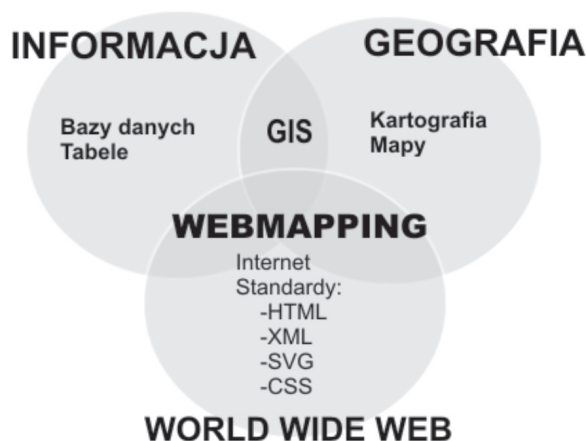 INFORMACJA
GEOGRAFIA
Bazy danych
Tabele
GIS
Kartografia
Mapy
WEBMAPPING
Internet
Standardy:
-HTML
-XML
-SVG
-CSS
WORLD WIDE WEB